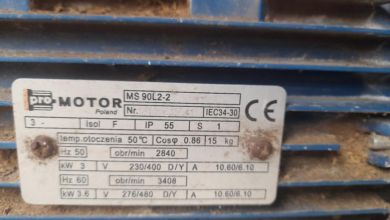 pro-MOTOR
Poland
MS 90L2-2
Nr. IEC34-30
CE
3 - Isol F IP 55 S 1
temp.otoczenia 50°C Cosφ 0.86 15 kg
Hz 50 obr/min 2840
kW 3 V 230/400 D/Y A 10.60/6.10
Hz 60 obr/min 3408
kW 3.6 V 276/480 D/Y A 10.60/6.10